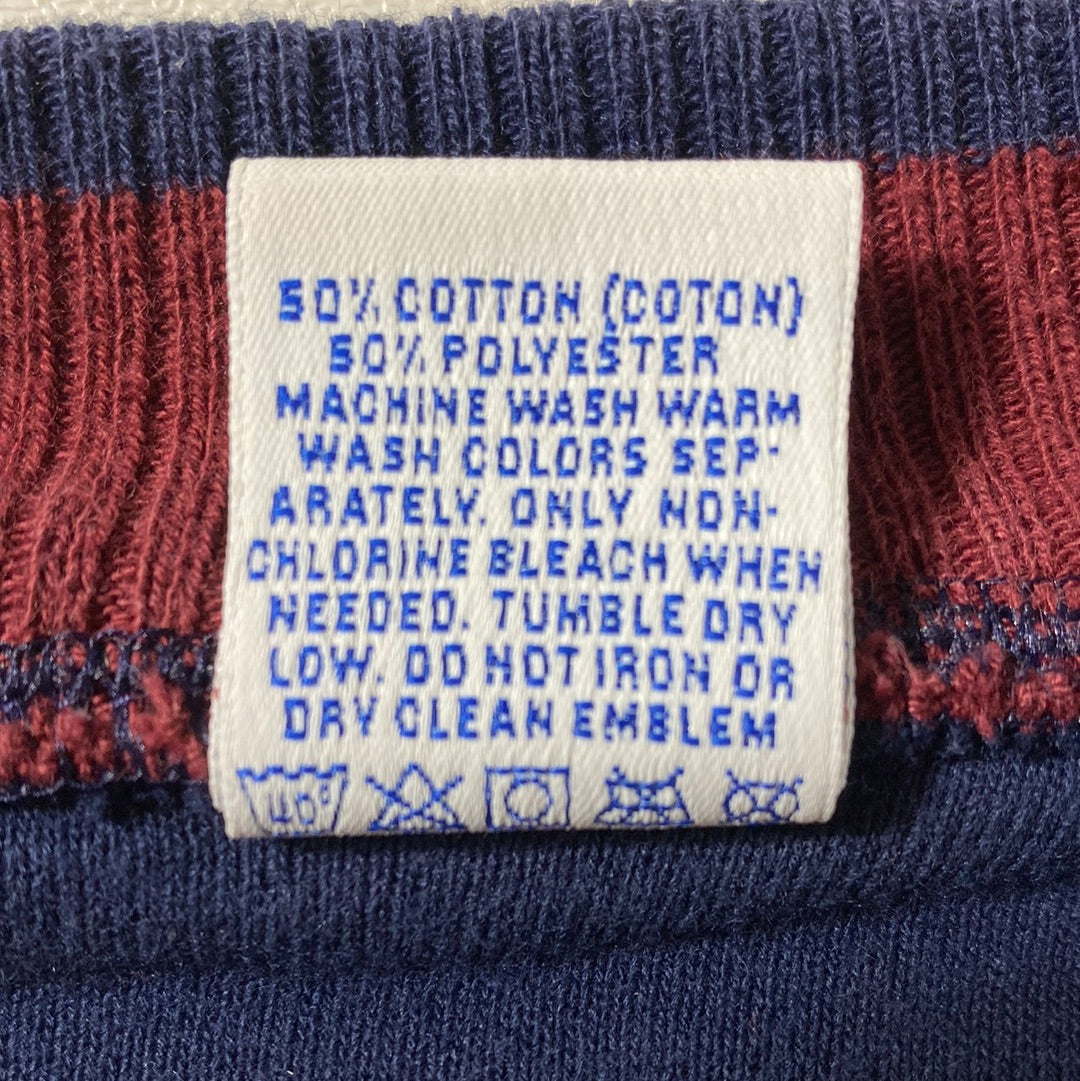 50% COTTON (COTON)
50% POLYESTER
MACHINE WASH WARM
WASH COLORS SEP-
ARATELY. ONLY NON-
CHLORINE BLEACH WHEN
NEEDED. TUMBLE DRY
LOW. DO NOT IRON OR
DRY CLEAN EMBLEM
40°